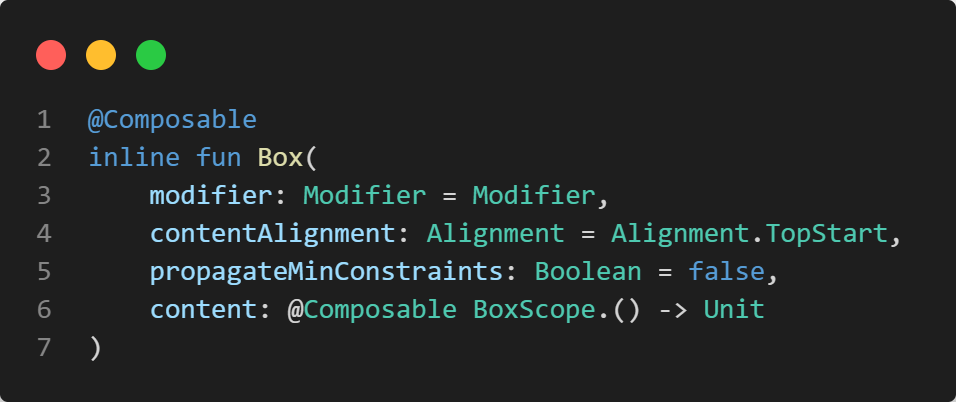 1 @Composable
2 inline fun Box(
3     modifier: Modifier = Modifier,
4     contentAlignment: Alignment = Alignment.TopStart,
5     propagateMinConstraints: Boolean = false,
6     content: @Composable BoxScope.() -> Unit
7 )